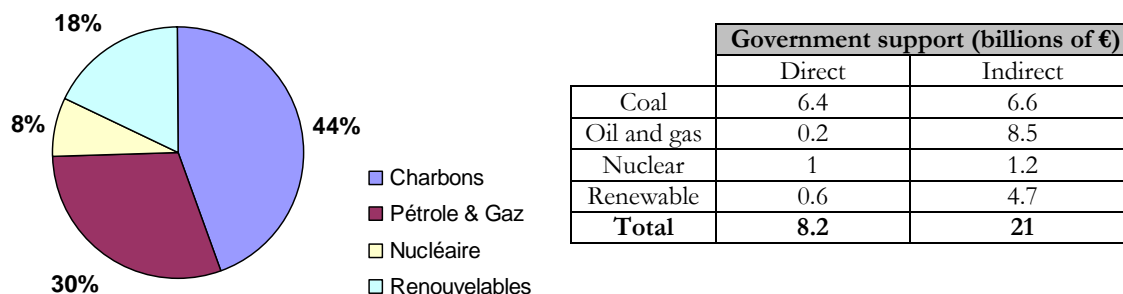 18%
8%
44%
30%
Charbons
Pétrole & Gaz
Nucléaire
Renouvelables
Government support (billions of €)
Direct Indirect
Coal 6.4 6.6
Oil and gas 0.2 8.5
Nuclear 1 1.2
Renewable 0.6 4.7
Total 8.2 21